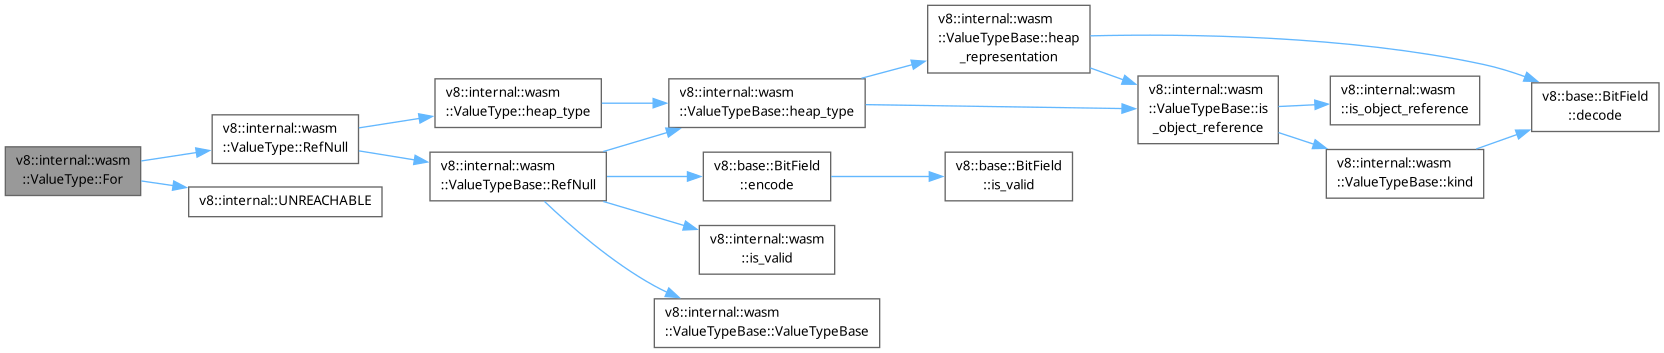 v8::internal::wasm
::ValueType::For
v8::internal::wasm
::ValueType::RefNull
v8::internal::UNREACHABLE
v8::internal::wasm
::ValueType::heap_type
v8::internal::wasm
::ValueTypeBase::RefNull
v8::internal::wasm
::ValueTypeBase::heap_type
v8::base::BitField
::encode
v8::internal::wasm
::is_valid
v8::internal::wasm
::ValueTypeBase::ValueTypeBase
v8::internal::wasm
::ValueTypeBase::heap
_representation
v8::base::BitField
::is_valid
v8::internal::wasm
::ValueTypeBase::is
_object_reference
v8::internal::wasm
::is_object_reference
v8::internal::wasm
::ValueTypeBase::kind
v8::base::BitField
::decode